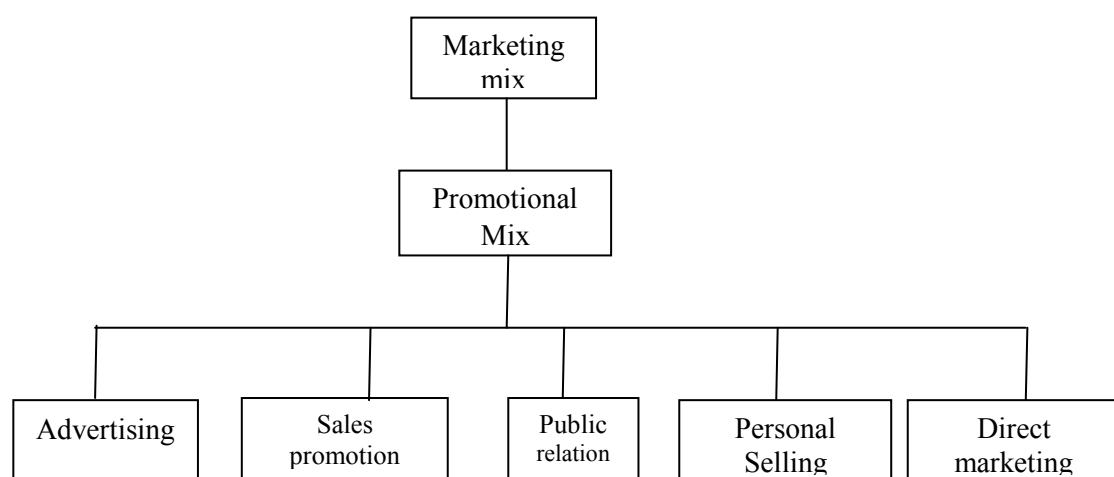 Marketing
mix
Promotional
Mix
Advertising
Sales
promotion
Public
relation
Personal
Selling
Direct
marketing